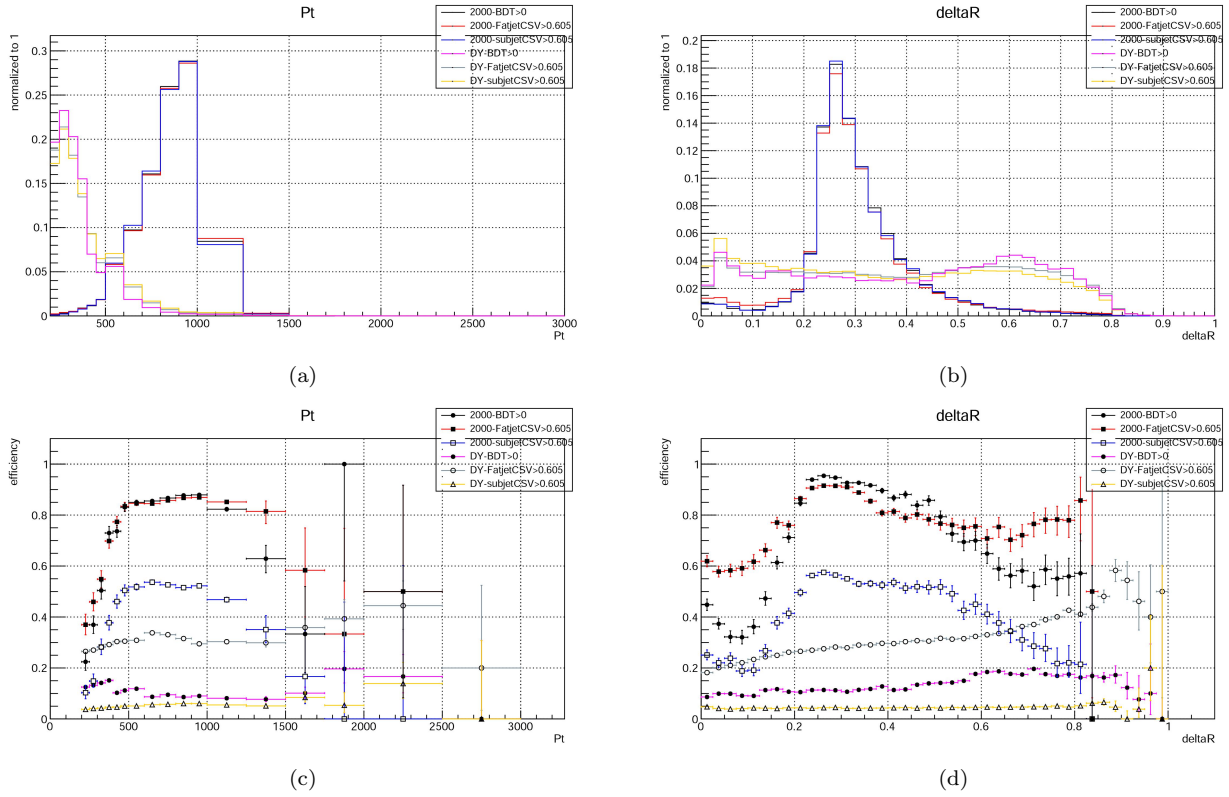 Pt
normalized to 1
0.3
0.25
0.2
0.15
0.1
0.05
0
500
1000
1500
2000
2500
3000
Pt
2000-BDT>0
2000-FatjetCSV>0.605
2000-subjetCSV>0.605
DY-BDT>0
DY-FatjetCSV>0.605
DY-subjetCSV>0.605
(a)
deltaR
normalized to 1
0.2
0.18
0.16
0.14
0.12
0.1
0.08
0.06
0.04
0.02
0
0
0.1
0.2
0.3
0.4
0.5
0.6
0.7
0.8
0.9
1
deltaR
2000-BDT>0
2000-FatjetCSV>0.605
2000-subjetCSV>0.605
DY-BDT>0
DY-FatjetCSV>0.605
DY-subjetCSV>0.605
(b)
Pt
efficiency
1
0.8
0.6
0.4
0.2
0
0
500
1000
1500
2000
2500
3000
Pt
2000-BDT>0
2000-FatjetCSV>0.605
2000-subjetCSV>0.605
DY-BDT>0
DY-FatjetCSV>0.605
DY-subjetCSV>0.605
(c)
deltaR
efficiency
1
0.8
0.6
0.4
0.2
0
0
0.2
0.4
0.6
0.8
1
deltaR
2000-BDT>0
2000-FatjetCSV>0.605
2000-subjetCSV>0.605
DY-BDT>0
DY-FatjetCSV>0.605
DY-subjetCSV>0.605
(d)